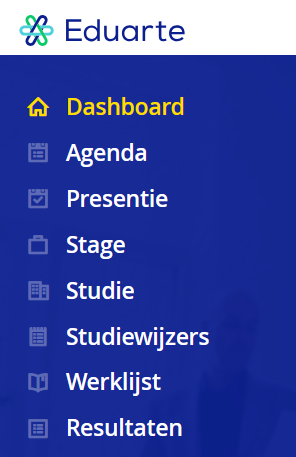 Eduarte
Dashboard
Agenda
Presentie
Stage
Studie
Studiewijzers
Werklijst
Resultaten